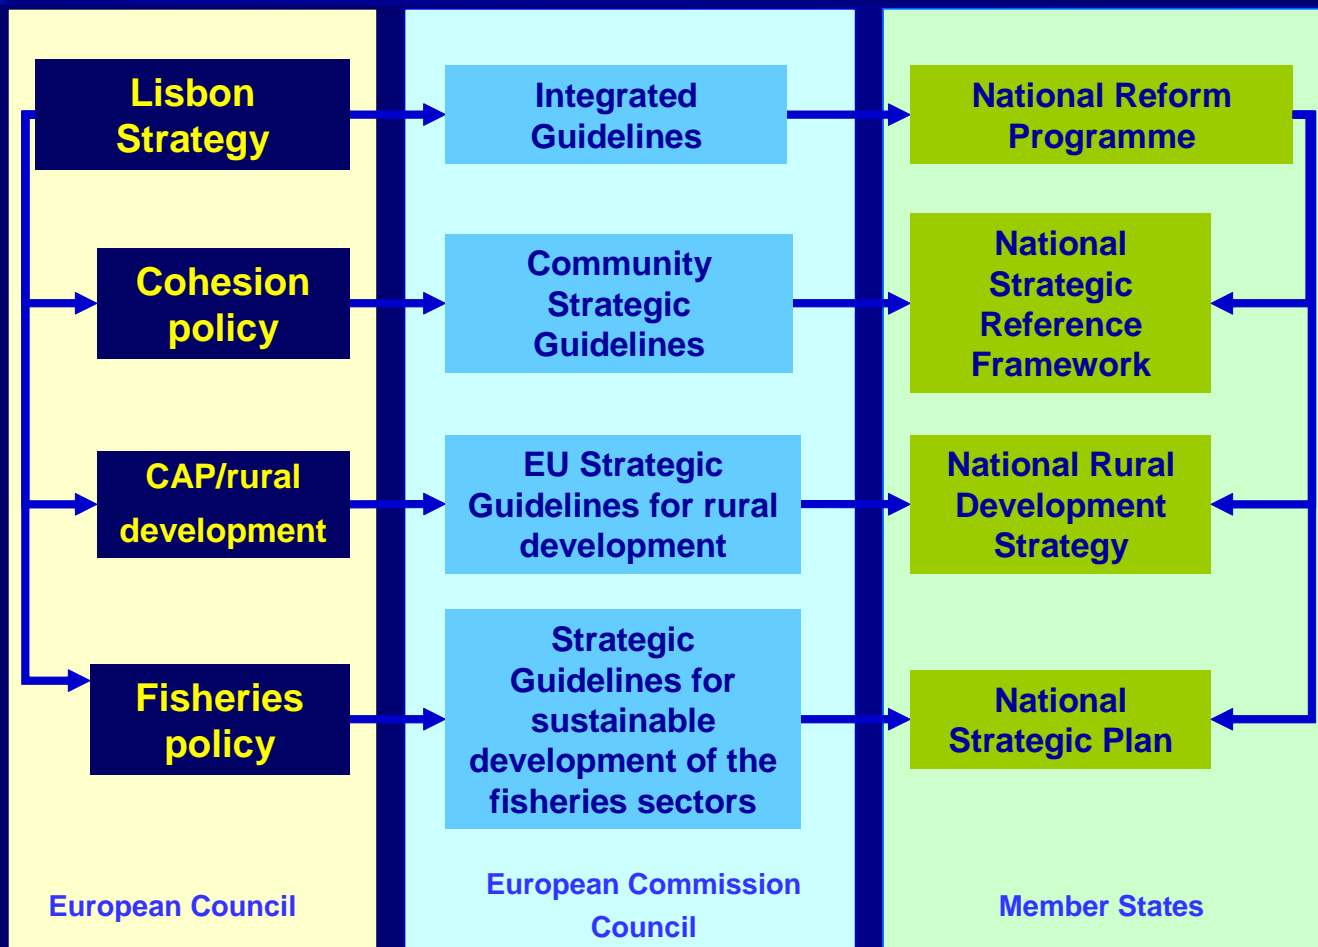 Lisbon
Strategy
Integrated
Guidelines
National Reform
Programme
Cohesion
policy
Community
Strategic
Guidelines
National
Strategic
Reference
Framework
CAP/rural
development
EU Strategic
Guidelines for rural
development
National Rural
Development
Strategy
Fisheries
policy
Strategic
Guidelines for
sustainable
development of the
fisheries sectors
National
Strategic Plan
European Council
European Commission
Council
Member States